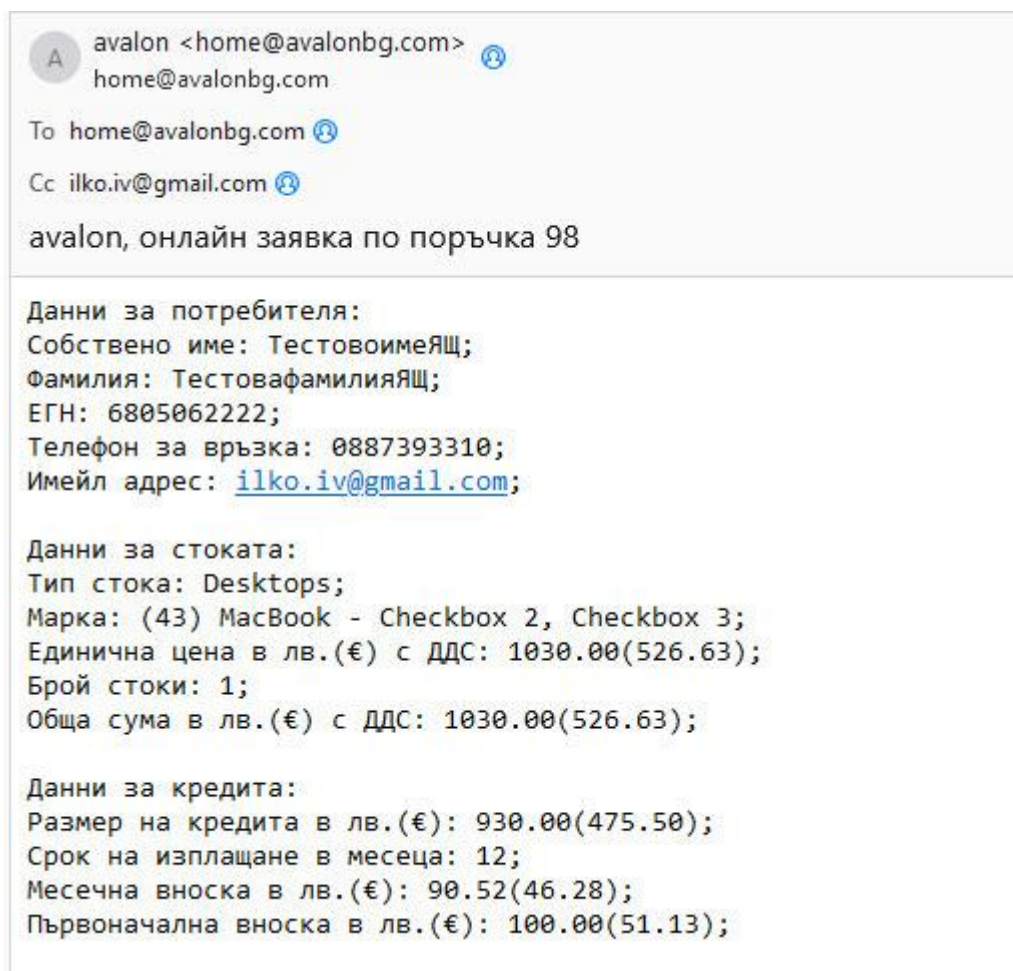 A
avalon <home@avalonbg.com>
home@avalonbg.com
To home@avalonbg.com
Cc ilko.iv@gmail.com
avalon, онлайн заявка по поръчка 98
Данни за потребителя:
Собствено име: ТестовоимеЯЩ;
Фамилия: ТестовафамилияЯЩ;
ЕГН: 6805062222;
Телефон за връзка: 0887393310;
Имейл адрес: ilko.iv@gmail.com;
Данни за стоката:
Тип стока: Desktops;
Марка: (43) MacBook - Checkbox 2, Checkbox 3;
Единична цена в лв.(€) с ДДС: 1030.00(526.63);
Брой стоки: 1;
Обща сума в лв.(€) с ДДС: 1030.00(526.63);
Данни за кредита:
Размер на кредита в лв.(€): 930.00(475.50);
Срок на изплащане в месеца: 12;
Месечна вноска в лв.(€): 90.52(46.28);
Първоначална вноска в лв.(€): 100.00(51.13);